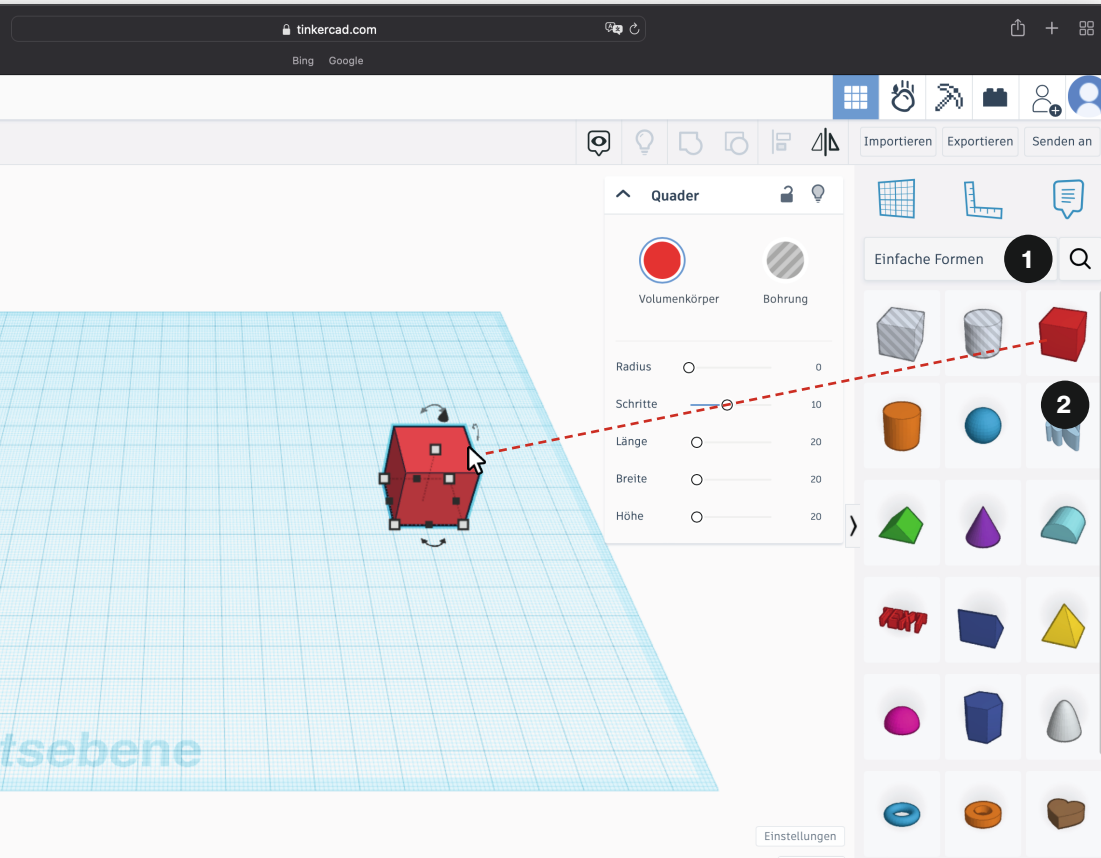 tinkercad.com
Bing Google
Importieren Exportieren Senden an
Quader
Einfache Formen 1
Volumenkörper Bohrung
Radius 0
Schritte 10
2
Länge 20
Breite 20
Höhe 20
TEXT
tsebene
Einstellungen